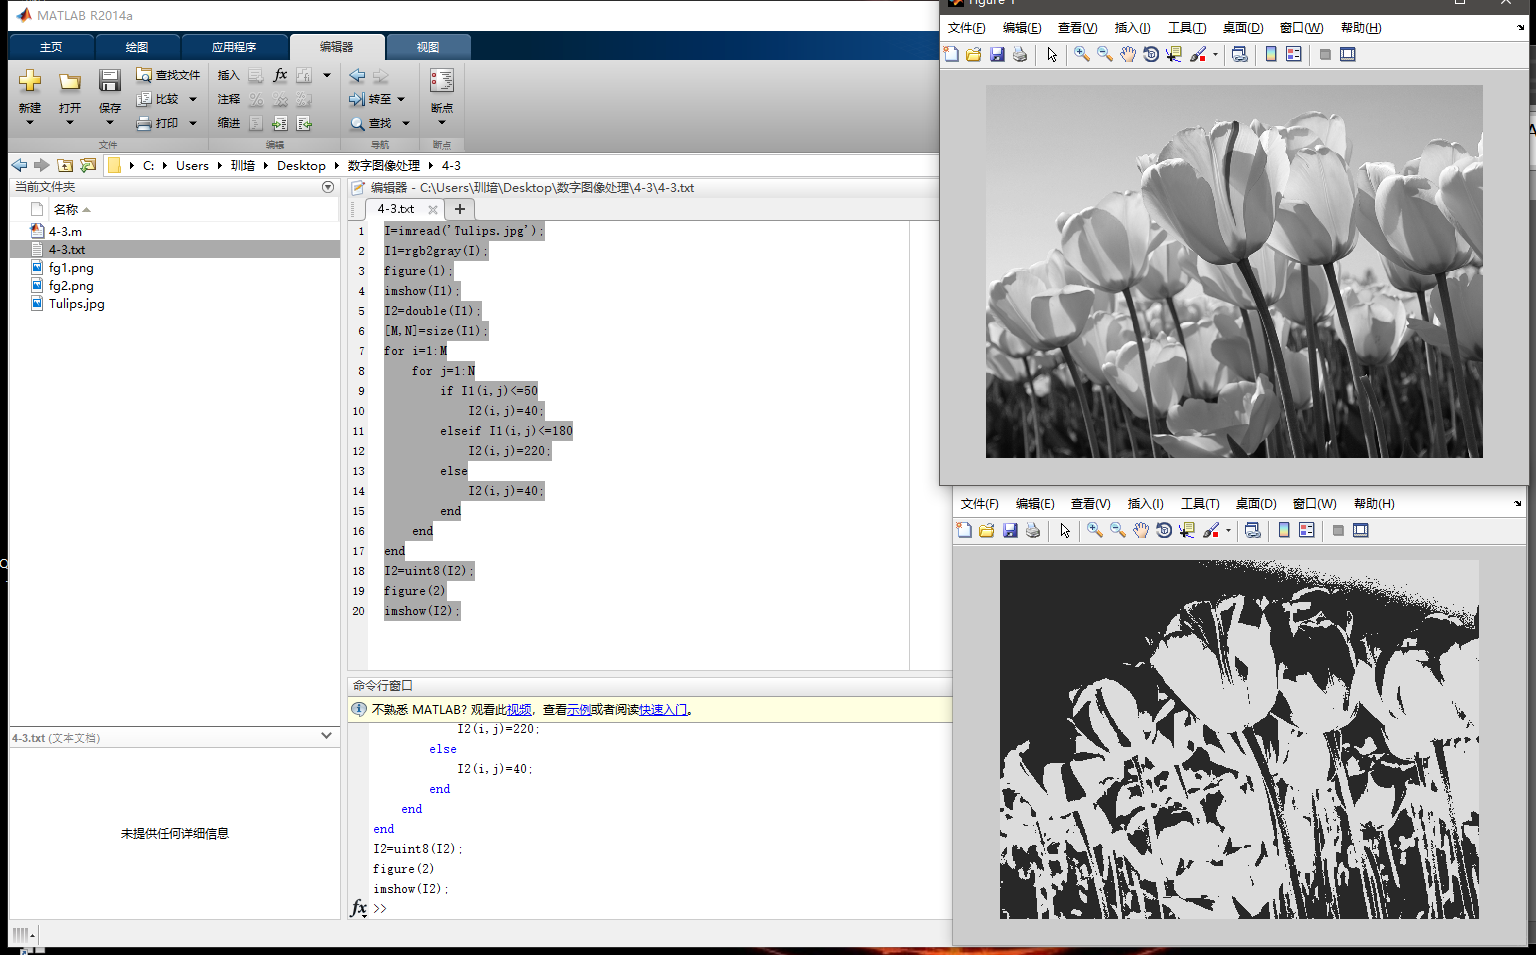 MATLAB R2014a
主页 绘图 应用程序 编辑器 视图
新建 打开 保存 查找文件 比较 打印
插入 注释 缩进 fx
转至 查找
断点
文件 编辑 导航 断点
C: Users 玔培 Desktop 数字图像处理 4-3
当前文件夹
名称
4-3.m
4-3.txt
fg1.png
fg2.png
Tulips.jpg
4-3.txt (文本文档)
未提供任何详细信息
编辑器 - C:\Users\玔培\Desktop\数字图像处理\4-3\4-3.txt
4-3.txt
1 I=imread('Tulips.jpg');
2 I1=rgb2gray(I);
3 figure(1);
4 imshow(I1);
5 I2=double(I1);
6 [M,N]=size(I1);
7 for i=1:M
8 for j=1:N
9 if I1(i,j)<=50
10 I2(i,j)=40;
11 elseif I1(i,j)<=180
12 I2(i,j)=220;
13 else
14 I2(i,j)=40;
15 end
16 end
17 end
18 I2=uint8(I2);
19 figure(2)
20 imshow(I2);
命令行窗口
不熟悉 MATLAB? 观看此视频，查看示例或者阅读快速入门。
I2(i,j)=220;
else
I2(i,j)=40;
end
end
end
I2=uint8(I2);
figure(2)
imshow(I2);
fx >>
Figure 1
文件(F) 编辑(E) 查看(V) 插入(I) 工具(T) 桌面(D) 窗口(W) 帮助(H)
文件(F) 编辑(E) 查看(V) 插入(I) 工具(T) 桌面(D) 窗口(W) 帮助(H)